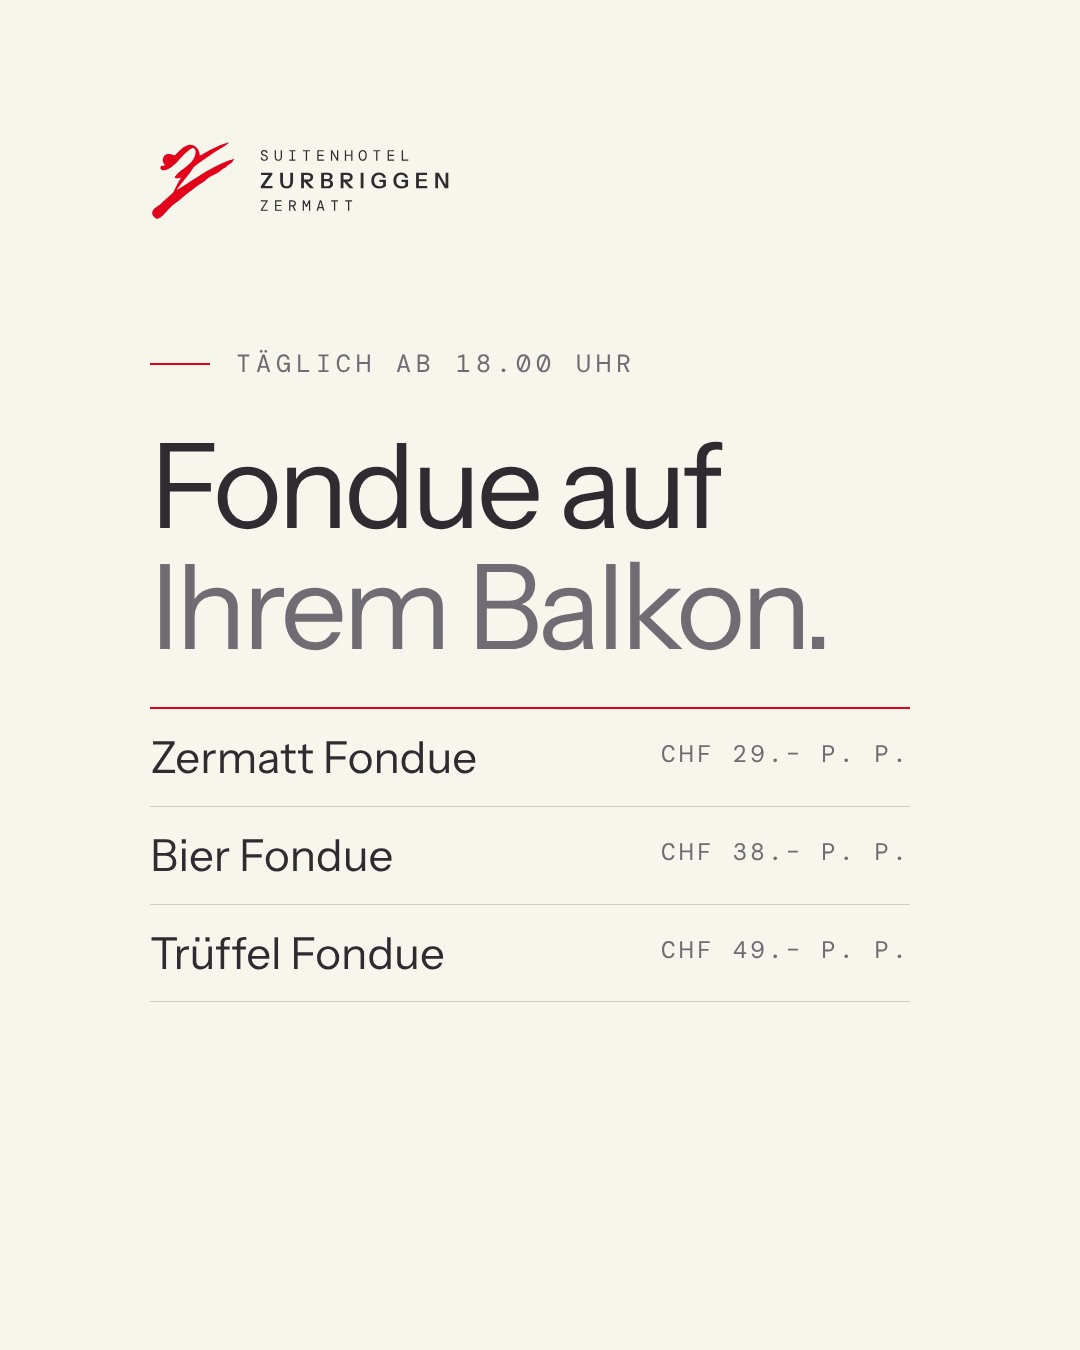 SUITENHOTEL
ZURBRIGGEN
ZERMATT
TÄGLICH AB 18.00 UHR
Fondue auf
Ihrem Balkon.
Zermatt Fondue CHF 29.– P. P.
Bier Fondue CHF 38.– P. P.
Trüffel Fondue CHF 49.– P. P.